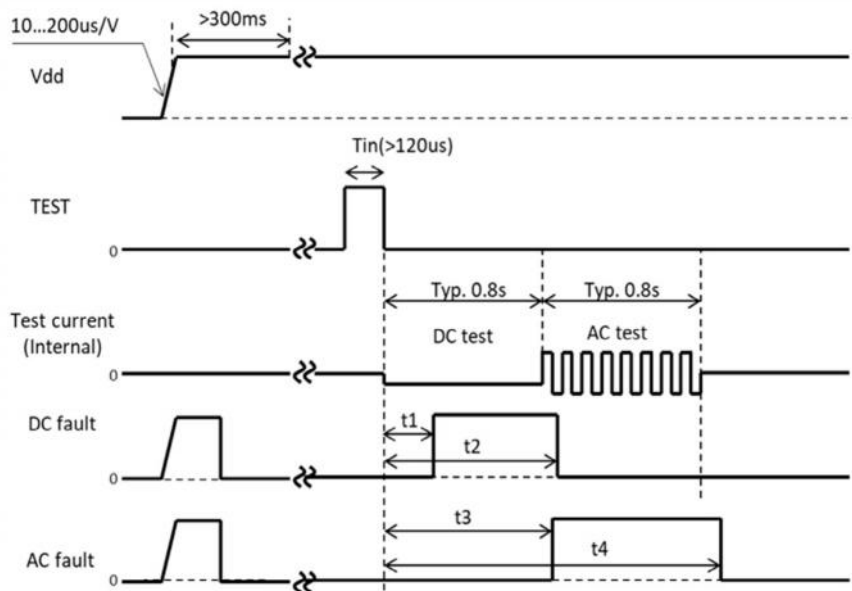 >300ms
10...200us/V
Vdd
Tin(>120us)
TEST
0
Typ. 0.8s
Typ. 0.8s
Test current
(Internal)
DC test
AC test
0
DC fault
t1
t2
0
t3
t4
AC fault
0